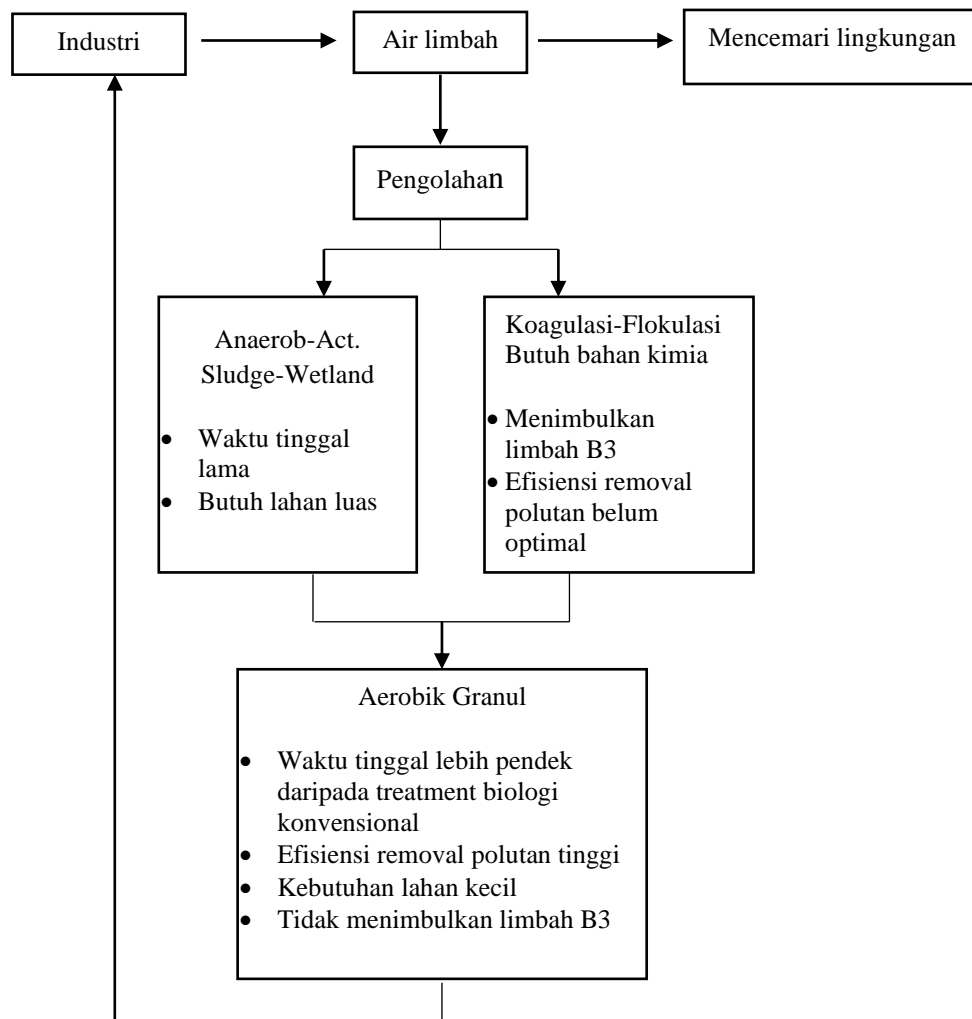 Industri
Air limbah
Mencemari lingkungan
Pengolahan
Anaerob-Act.
Sludge-Wetland
• Waktu tinggal
lama
• Butuh lahan luas
Koagulasi-Flokulasi
Butuh bahan kimia
• Menimbulkan
limbah B3
• Efisiensi removal
polutan belum
optimal
Aerobik Granul
• Waktu tinggal lebih pendek
daripada treatment biologi
konvensional
• Efisiensi removal polutan tinggi
• Kebutuhan lahan kecil
• Tidak menimbulkan limbah B3